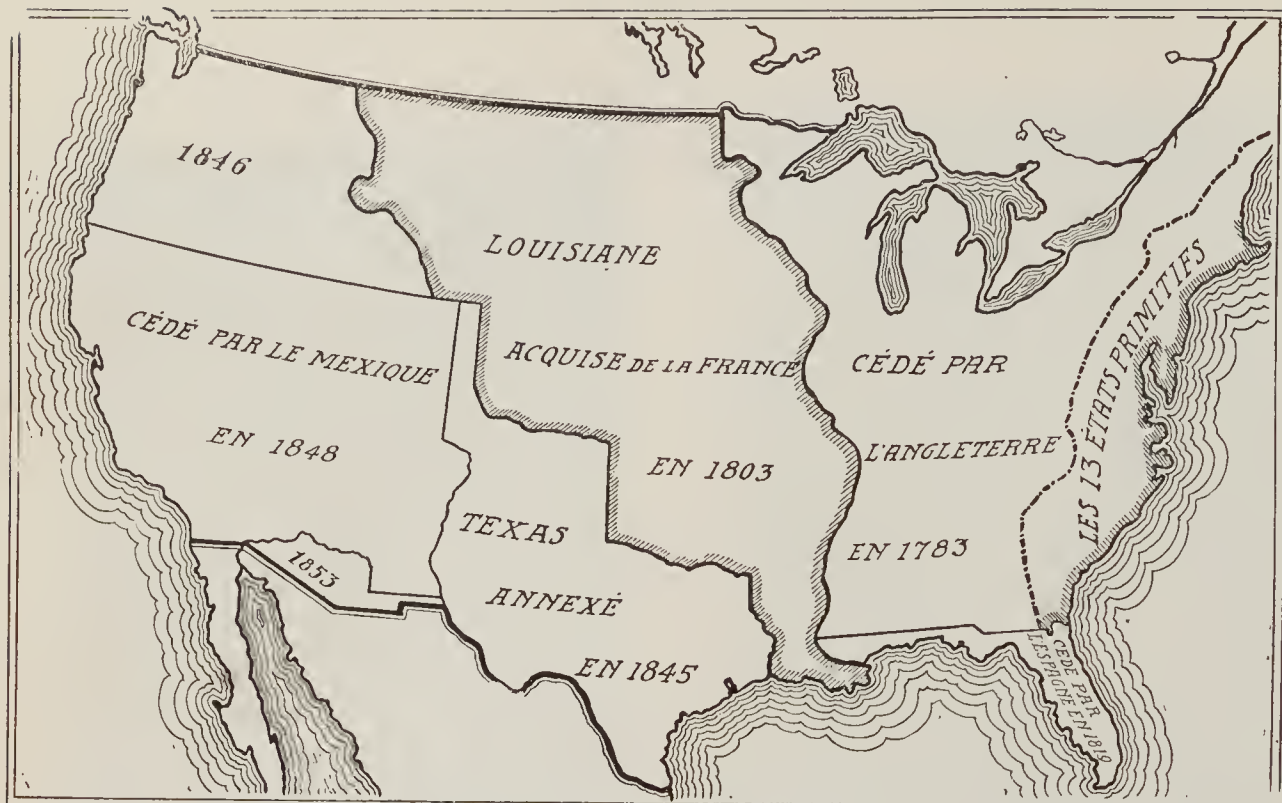 1846
LOUISIANE
ACQUISE DE LA FRANCE
EN 1803
CÉDÉ PAR LE MEXIQUE
EN 1848
1853
TEXAS
ANNEXÉ
EN 1845
CÉDÉ PAR
L'ANGLETERRE
EN 1783
LES 13 ÉTATS PRIMITIFS
CÉDÉ PAR
L'ESPAGNE EN 1819